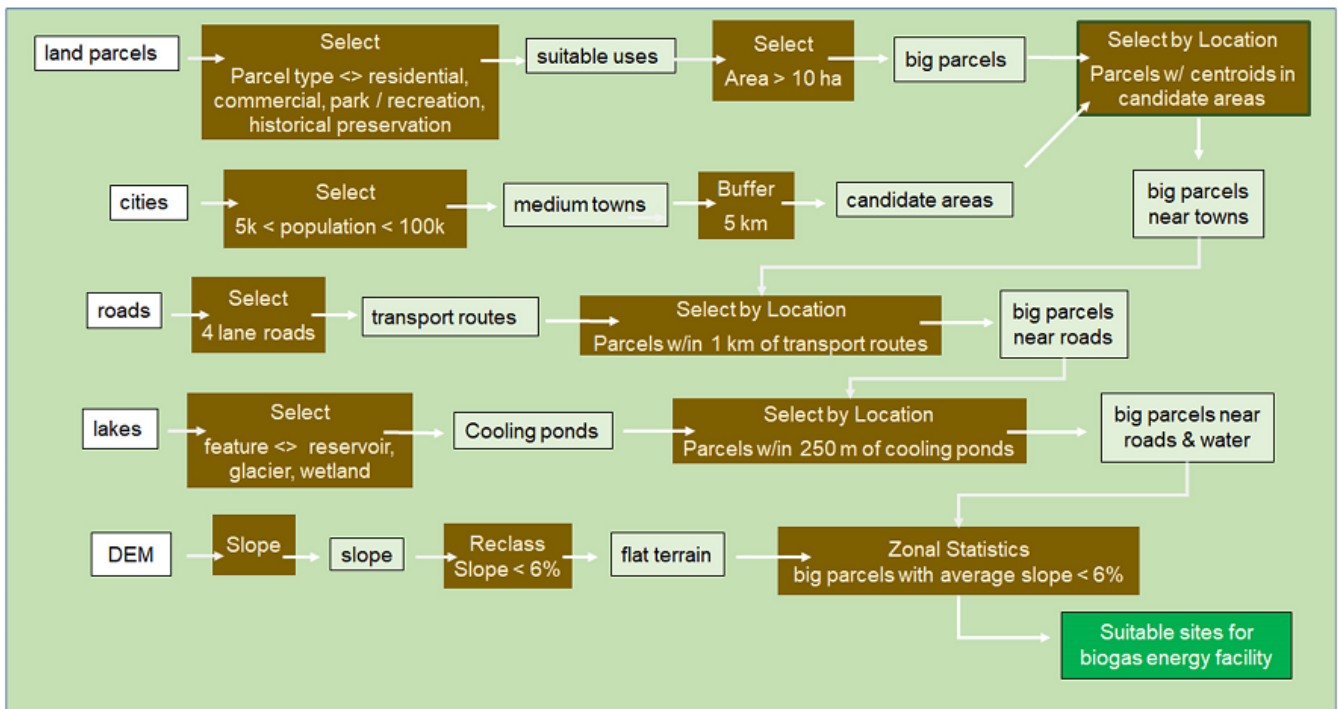 land parcels
Select
Parcel type <> residential,
commercial, park / recreation,
historical preservation
suitable uses
Select
Area > 10 ha
big parcels
Select by Location
Parcels w/ centroids in
candidate areas
cities
Select
5k < population < 100k
medium towns
Buffer
5 km
candidate areas
big parcels
near towns
roads
Select
4 lane roads
transport routes
Select by Location
Parcels w/in 1 km of transport routes
big parcels
near roads
lakes
Select
feature <> reservoir,
glacier, wetland
Cooling ponds
Select by Location
Parcels w/in 250 m of cooling ponds
big parcels near
roads & water
DEM
Slope
slope
Reclass
Slope < 6%
flat terrain
Zonal Statistics
big parcels with average slope < 6%
Suitable sites for
biogas energy facility